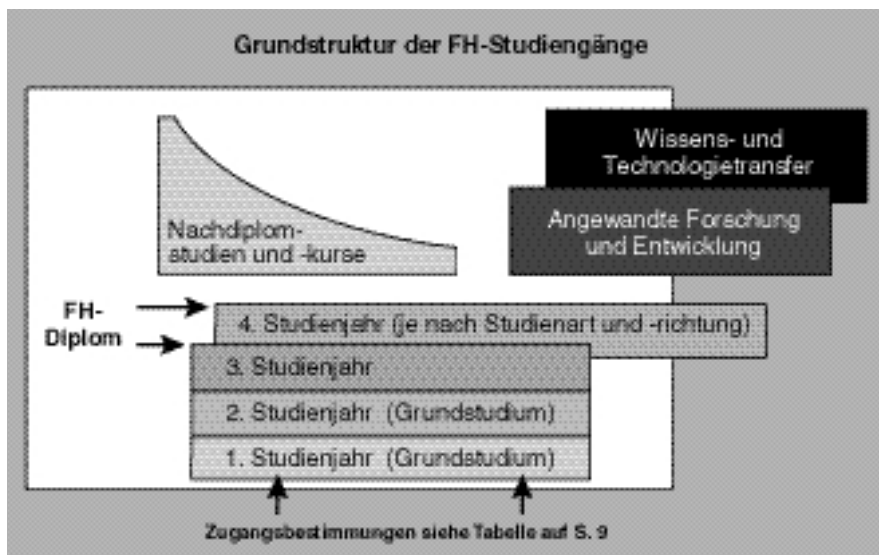 Grundstruktur der FH-Studiengänge
Wissens- und
Technologietransfer
Angewandte Forschung
und Entwicklung
Nachdiplom-
studien und -kurse
FH-
Diplom
4. Studienjahr (je nach Studienart und -richtung)
3. Studienjahr
2. Studienjahr (Grundstudium)
1. Studienjahr (Grundstudium)
Zugangsbestimmungen siehe Tabelle auf S. 9